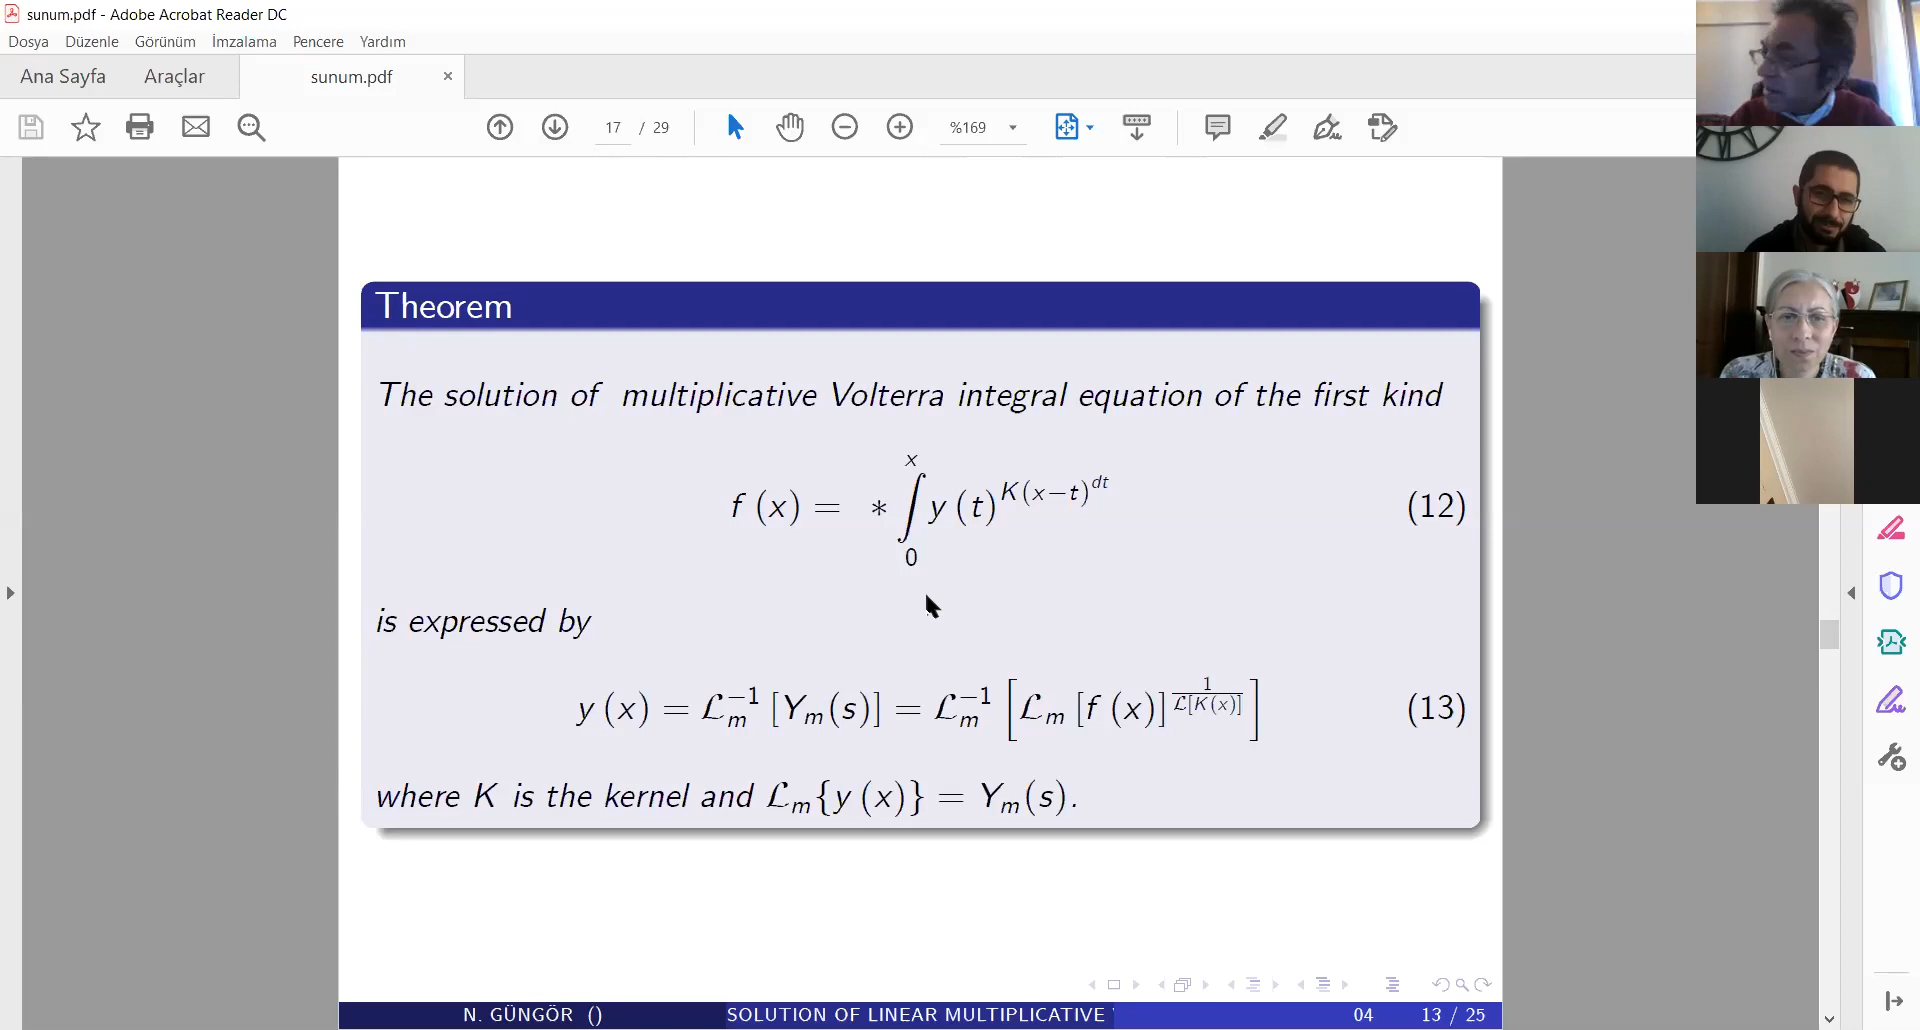 sunum.pdf - Adobe Acrobat Reader DC
Dosya Düzenle Görünüm İmzalama Pencere Yardım
Ana Sayfa Araçlar sunum.pdf ×
17 / 29 %169
Theorem
The solution of multiplicative Volterra integral equation of the first kind
f (x) = * ∫₀ˣ y (t)^{K(x−t)^{dt}} (12)
is expressed by
y (x) = ℒₘ⁻¹ [Yₘ(s)] = ℒₘ⁻¹ [ℒₘ [f (x)]^{1/ℒ[K(x)]}] (13)
where K is the kernel and ℒₘ{y (x)} = Yₘ(s).
N. GÜNGÖR () SOLUTION OF LINEAR MULTIPLICATIVE 04 13 / 25